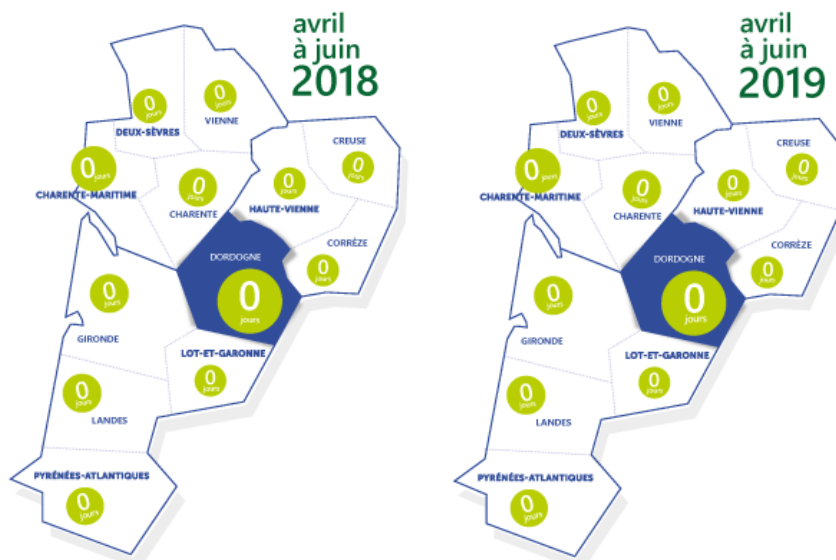 avril
à juin
2018
0
jours
DEUX-SÈVRES
0
jours
VIENNE
0
jours
CHARENTE-MARITIME
0
jours
CHARENTE
0
jours
HAUTE-VIENNE
CREUSE
0
jours
CORRÈZE
0
jours
DORDOGNE
0
jours
0
jours
GIRONDE
LOT-ET-GARONNE
0
jours
0
jours
LANDES
PYRÉNÉES-ATLANTIQUES
0
jours
avril
à juin
2019
0
jours
DEUX-SÈVRES
0
jours
VIENNE
0
jours
CHARENTE-MARITIME
0
jours
CHARENTE
0
jours
HAUTE-VIENNE
CREUSE
0
jours
CORRÈZE
0
jours
DORDOGNE
0
jours
0
jours
GIRONDE
LOT-ET-GARONNE
0
jours
0
jours
LANDES
PYRÉNÉES-ATLANTIQUES
0
jours